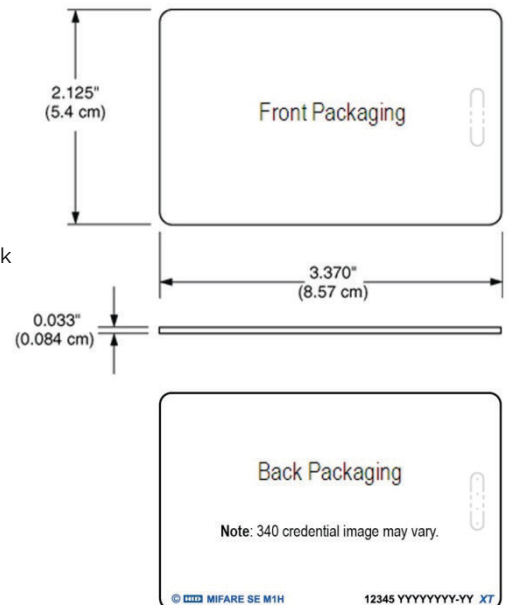 2.125"
(5.4 cm)
Front Packaging
k
3.370"
(8.57 cm)
0.033"
(0.084 cm)
Back Packaging
Note: 340 credential image may vary.
© HID MIFARE SE M1H 12345 YYYYYYYY-YY XT